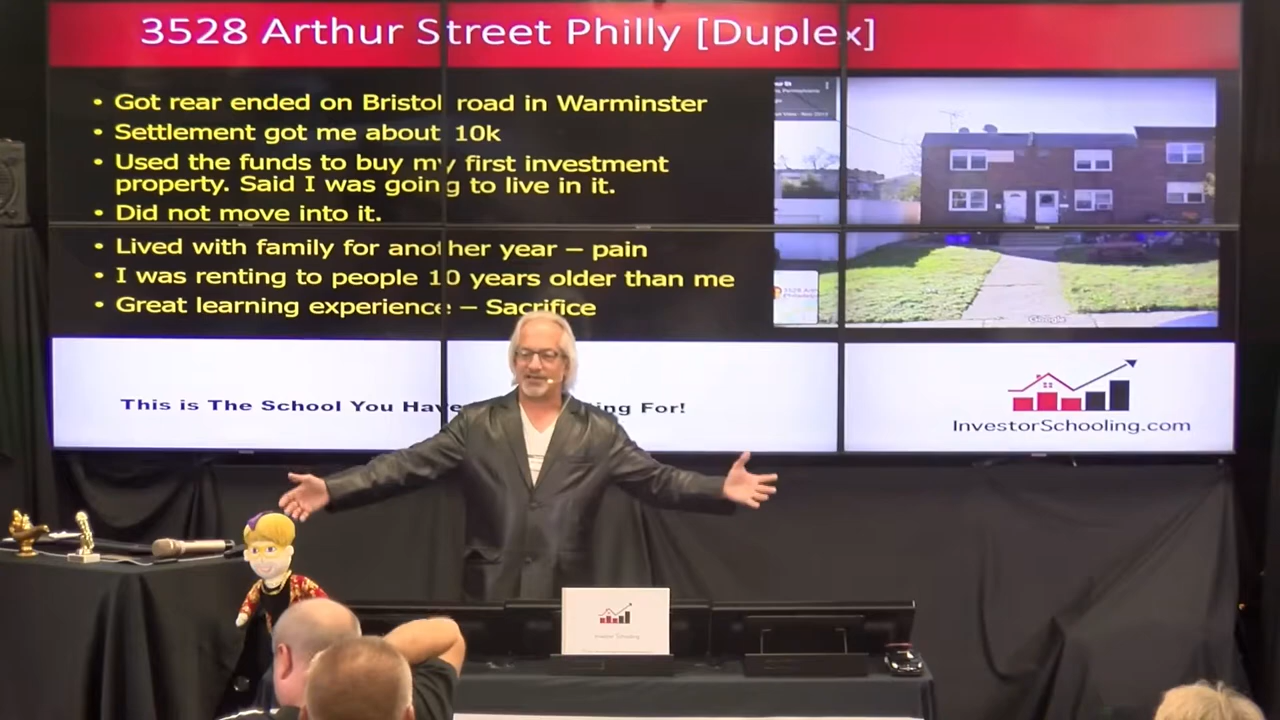 3528 Arthur Street Philly [Duplex]
• Got rear ended on Bristol road in Warminster
• Settlement got me about 10k
• Used the funds to buy my first investment
property. Said I was going to live in it.
• Did not move into it.
• Lived with family for another year – pain
• I was renting to people 10 years older than me
• Great learning experience – Sacrifice
Google
This is The School You Have ing For!
InvestorSchooling.com
Investor Schooling